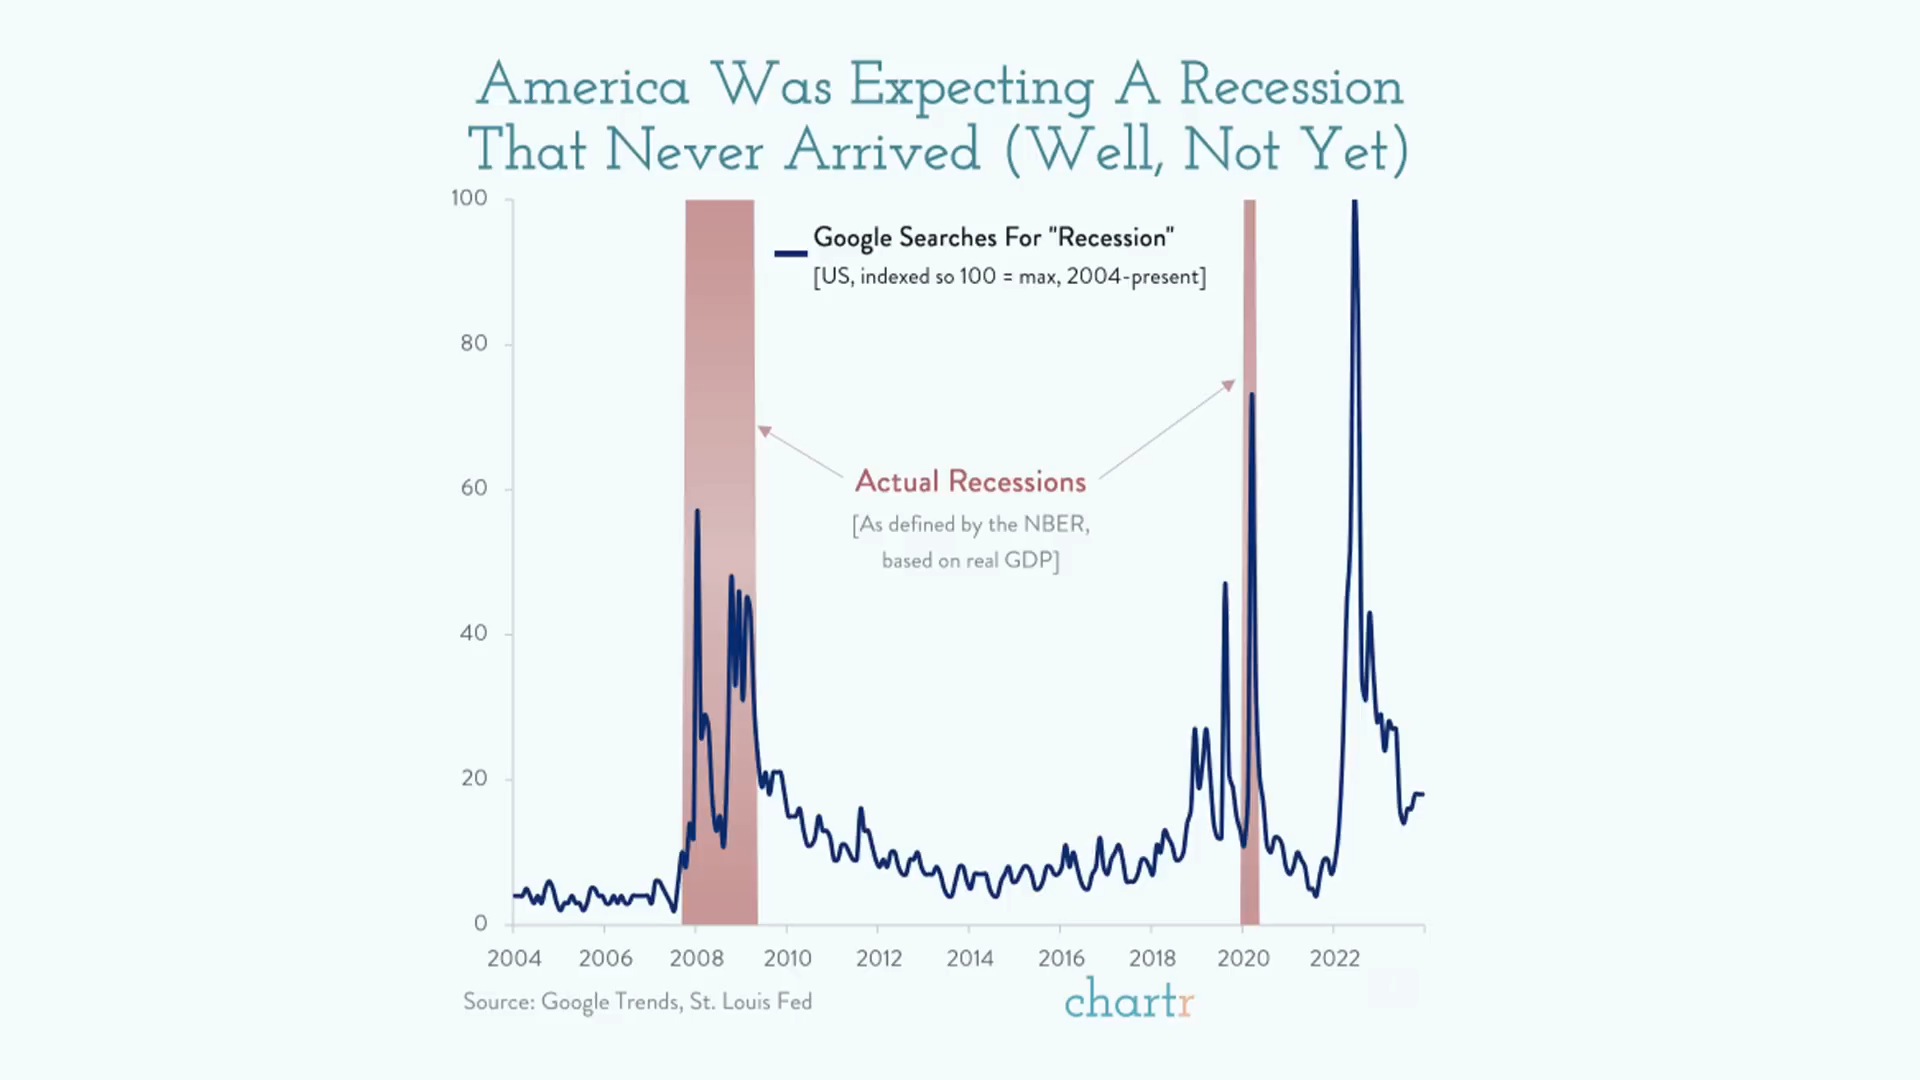 America Was Expecting A Recession
That Never Arrived (Well, Not Yet)
100
Google Searches For "Recession"
[US, indexed so 100 = max, 2004-present]
80
60
Actual Recessions
[As defined by the NBER,
based on real GDP]
40
20
0
2004 2006 2008 2010 2012 2014 2016 2018 2020 2022
Source: Google Trends, St. Louis Fed
chartr